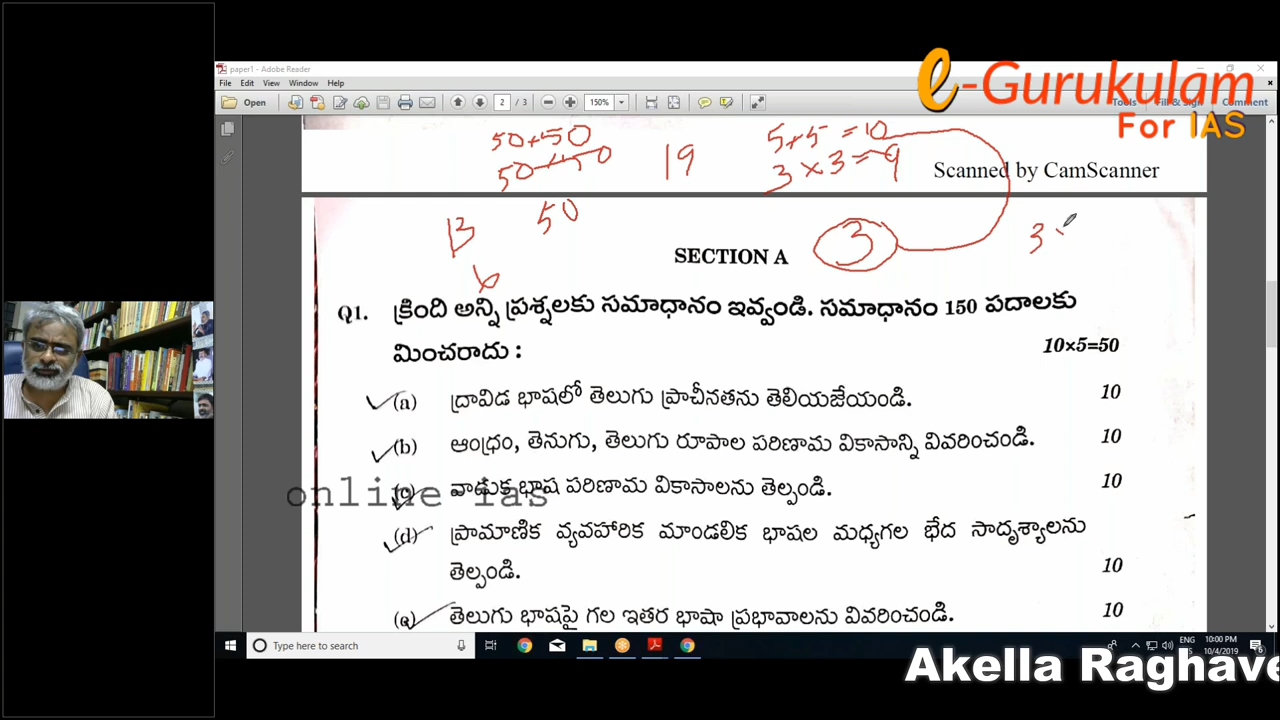 paper1 - Adobe Reader
File Edit View Window Help
Open 2 / 3 150% Tools Fill & Sign Comment
e-Gurukulam
For IAS
50+50 5+5 =10
50+50 19 3×3=9
Scanned by CamScanner
13 50 3
6
SECTION A
Q1. క్రింది అన్ని ప్రశ్నలకు సమాధానం ఇవ్వండి. సమాధానం 150 పదాలకు
మించరాదు : 10×5=50
(a) ద్రావిడ భాషలో తెలుగు ప్రాచీనతను తెలియజేయండి. 10
(b) ఆంధ్రం, తెనుగు, తెలుగు రూపాల పరిణామ వికాసాన్ని వివరించండి. 10
(c) వాడుక భాష పరిణామ వికాసాలను తెల్పండి. 10
online ias
(d) ప్రామాణిక వ్యవహారిక మాండలిక భాషల మధ్యగల భేద సాదృశ్యాలను
తెల్పండి. 10
(e) తెలుగు భాషపై గల ఇతర భాషా ప్రభావాలను వివరించండి. 10
Type here to search
ENG 10:00 PM
10/4/2019
Akella Raghave